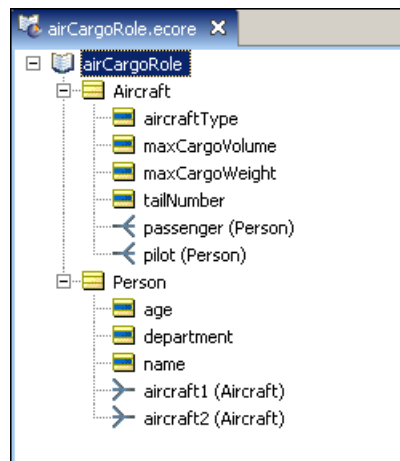 airCargoRole.ecore
airCargoRole
Aircraft
aircraftType
maxCargoVolume
maxCargoWeight
tailNumber
passenger (Person)
pilot (Person)
Person
age
department
name
aircraft1 (Aircraft)
aircraft2 (Aircraft)